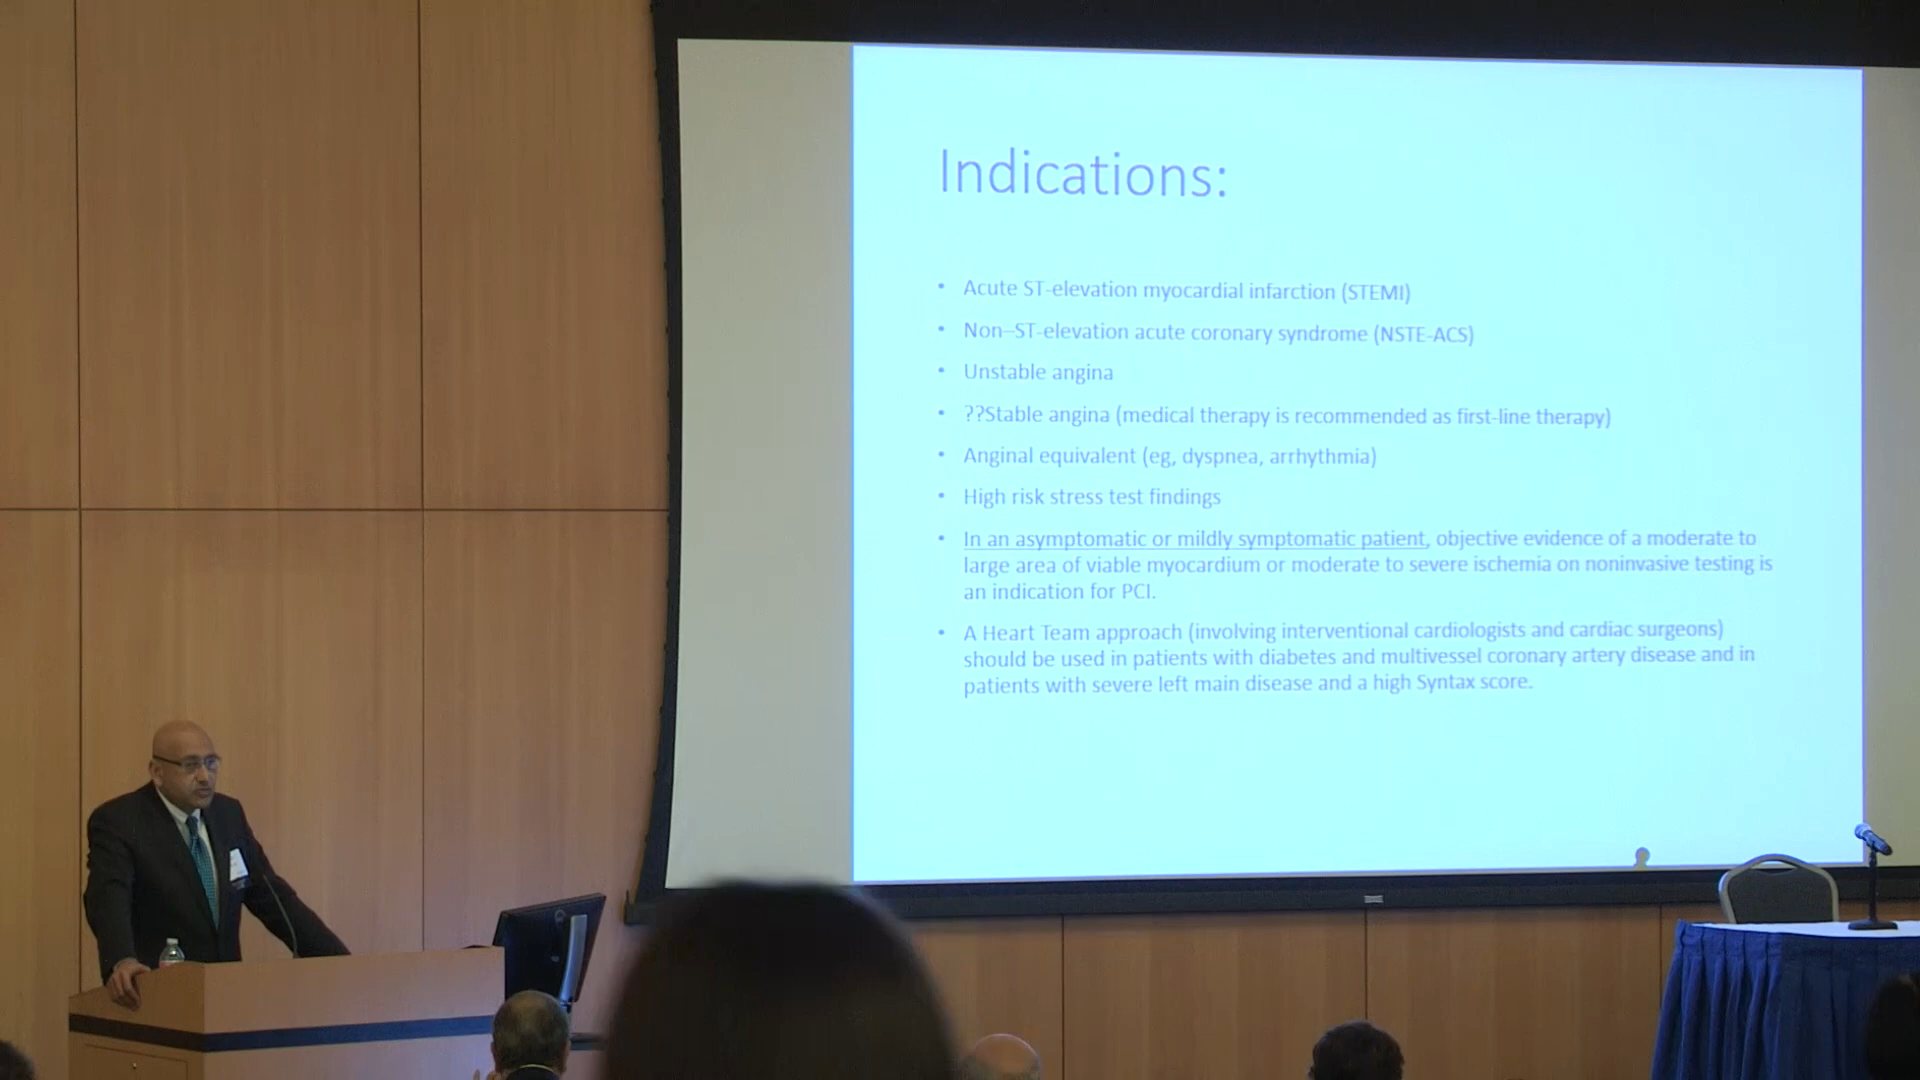 Indications:
• Acute ST-elevation myocardial infarction (STEMI)
• Non–ST-elevation acute coronary syndrome (NSTE-ACS)
• Unstable angina
• ??Stable angina (medical therapy is recommended as first-line therapy)
• Anginal equivalent (eg, dyspnea, arrhythmia)
• High risk stress test findings
• In an asymptomatic or mildly symptomatic patient, objective evidence of a moderate to
large area of viable myocardium or moderate to severe ischemia on noninvasive testing is
an indication for PCI.
• A Heart Team approach (involving interventional cardiologists and cardiac surgeons)
should be used in patients with diabetes and multivessel coronary artery disease and in
patients with severe left main disease and a high Syntax score.